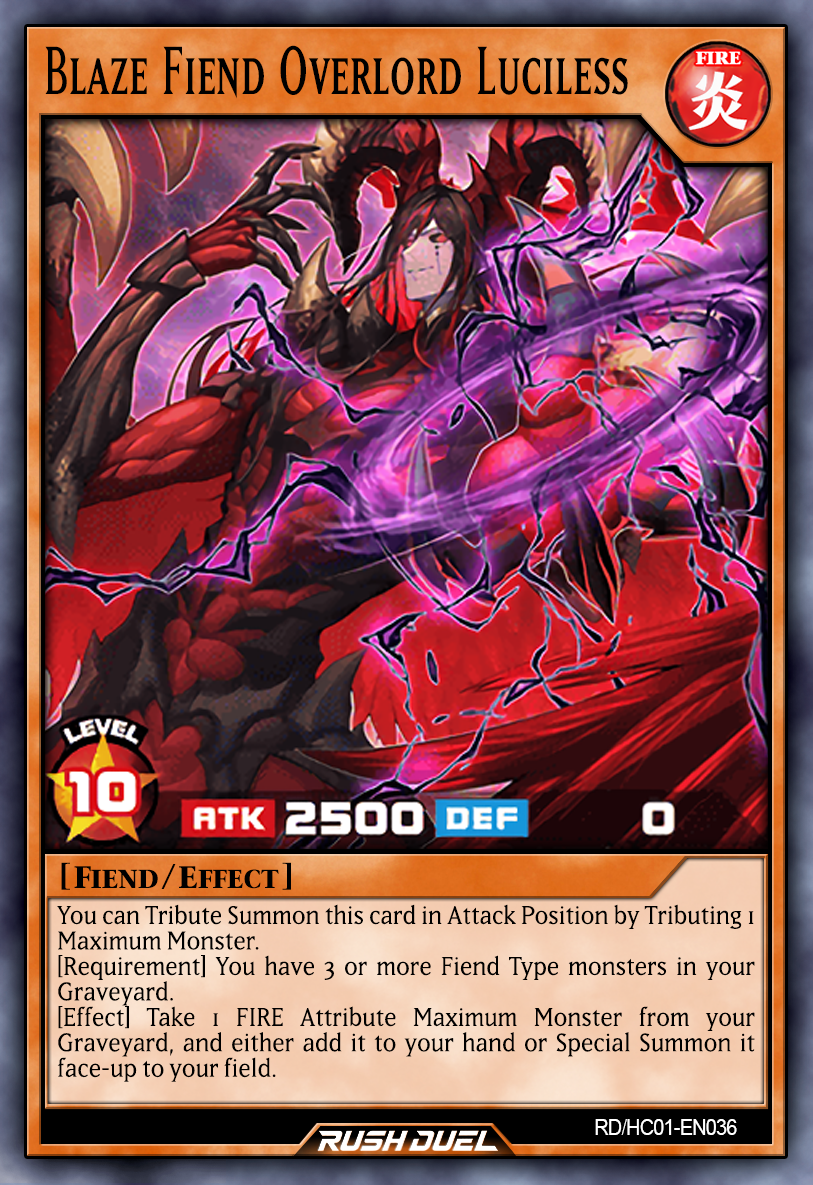 Blaze Fiend Overlord Luciless
FIRE
炎
LEVEL
10
ATK 2500 DEF 0
[Fiend/Effect]
You can Tribute Summon this card in Attack Position by Tributing 1
Maximum Monster.
[Requirement] You have 3 or more Fiend Type monsters in your
Graveyard.
[Effect] Take 1 FIRE Attribute Maximum Monster from your
Graveyard, and either add it to your hand or Special Summon it
face-up to your field.
RD/HC01-EN036
RUSH DUEL